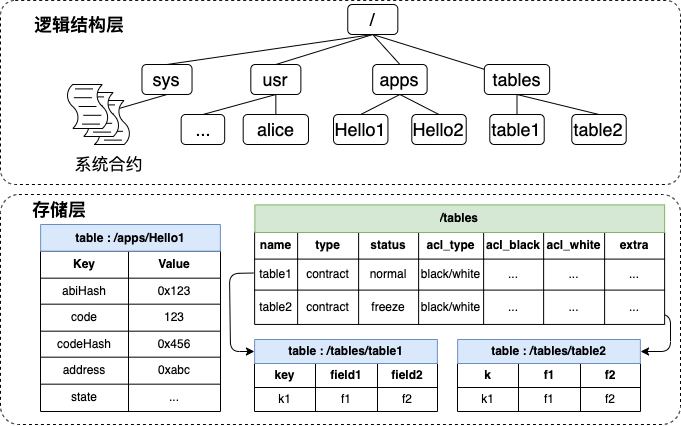 逻辑结构层
/
sys usr apps tables
... alice Hello1 Hello2 table1 table2
系统合约
存储层
table : /apps/Hello1
Key Value
abiHash 0x123
code 123
codeHash 0x456
address 0xabc
state ...
/tables
name type status acl_type acl_black acl_white extra
table1 contract normal black/white ... ... ...
table2 contract freeze black/white ... ... ...
table : /tables/table1
key field1 field2
k1 f1 f2
table : /tables/table2
k f1 f2
k1 f1 f2